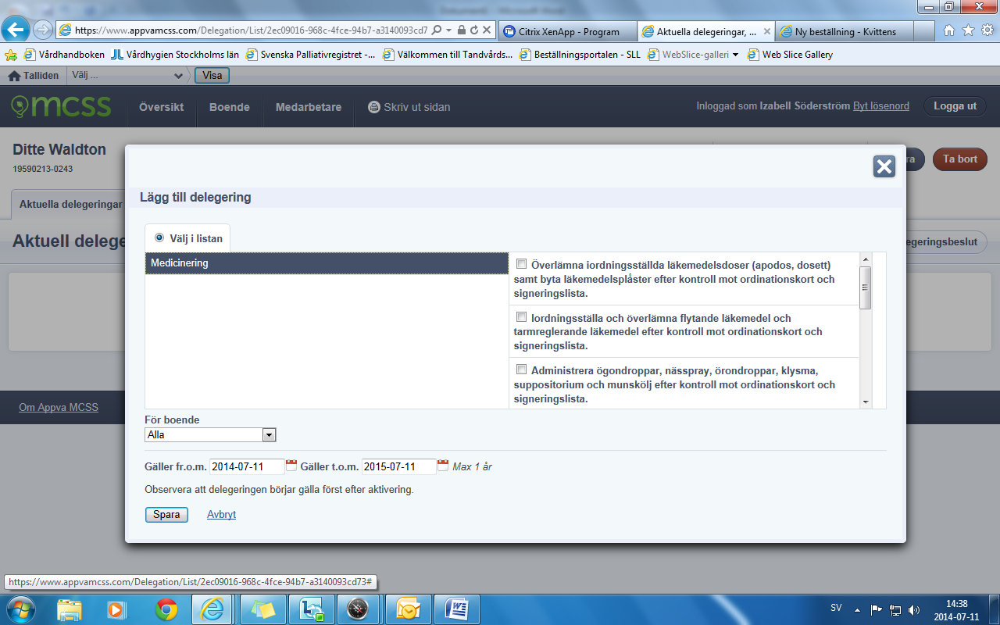 https://www.appvamcss.com/Delegation/List/2ec09016-968c-4fce-94b7-a3140093cd7
Citrix XenApp - Program
Aktuella delegeringar, ...
Ny beställning - Kvittens
Vårdhandboken
Vårdhygien Stockholms län
Svenska Palliativregistret -...
Välkommen till Tandvårds...
Beställningsportalen - SLL
WebSlice-galleri
Web Slice Gallery
Talliden
Välj ...
Visa
mcss
Översikt
Boende
Medarbetare
Skriv ut sidan
Inloggad som Izabell Söderström Byt lösenord
Logga ut
Ditte Waldton
19590213-0243
ra
Ta bort
Aktuella delegeringar
Aktuell delege
egeringsbeslut
Lägg till delegering
Välj i listan
Medicinering
Överlämna iordningsställda läkemedelsdoser (apodos, dosett)
samt byta läkemedelsplåster efter kontroll mot ordinationskort och
signeringslista.
Iordningsställa och överlämna flytande läkemedel och
tarmreglerande läkemedel efter kontroll mot ordinationskort och
signeringslista.
Administrera ögondroppar, nässpray, örondroppar, klysma,
suppositorium och munskölj efter kontroll mot ordinationskort och
signeringslista.
För boende
Alla
Gäller fr.o.m. 2014-07-11 Gäller t.o.m. 2015-07-11 Max 1 år
Observera att delegeringen börjar gälla först efter aktivering.
Spara
Avbryt
Om Appva MCSS
https://www.appvamcss.com/Delegation/List/2ec09016-968c-4fce-94b7-a3140093cd73#
SV
14:38
2014-07-11